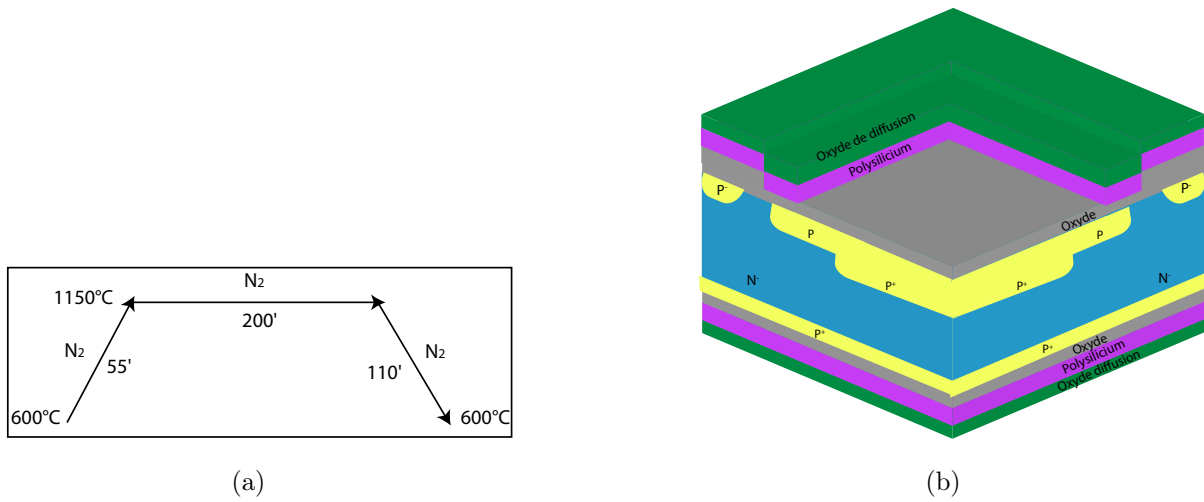 N2
1150°C
200'
N2
N2
55'
110'
600°C
600°C
(a)
Oxyde de diffusion
Polysilicium
P-
P-
Oxyde
P
P
N-
N-
P+
P+
P+
P+
Oxyde
Polysilicium
Oxyde diffusion
(b)